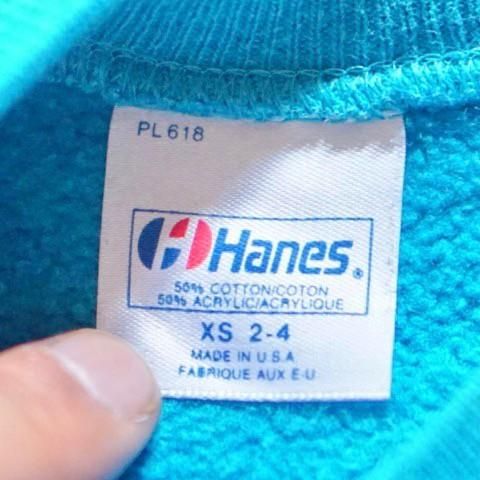 PL 618
Hanes®
50% COTTON/COTON
50% ACRYLIC/ACRYLIQUE
XS 2-4
MADE IN U.S.A
FABRIQUE AUX E-U